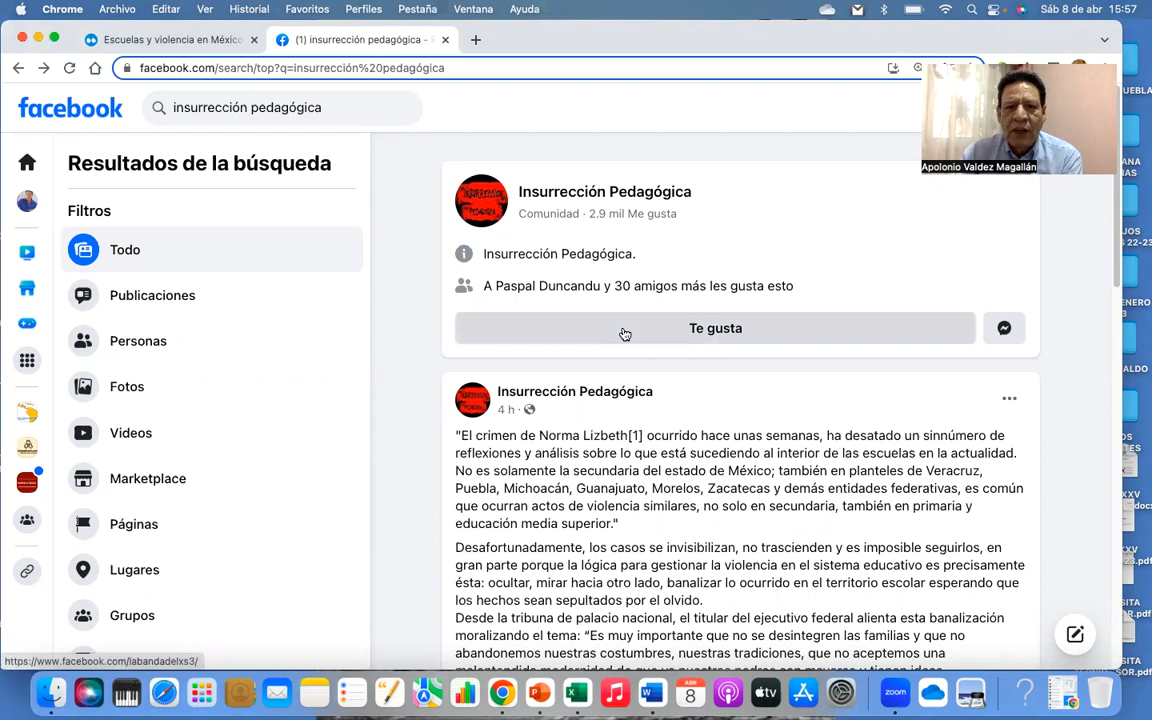 Chrome Archivo Editar Ver Historial Favoritos Perfiles Pestaña Ventana Ayuda Sáb 8 de abr 15:57
Escuelas y violencia en México
(1) insurrección pedagógica -
facebook.com/search/top?q=insurrección%20pedagógica
facebook
insurrección pedagógica
Apolonio Valdez Magallán
Resultados de la búsqueda
Filtros
Todo
Publicaciones
Personas
Fotos
Videos
Marketplace
Páginas
Lugares
Grupos
https://www.facebook.com/labandadelxs3/
INSURRECCIÓN
PEDAGÓGICA
Insurrección Pedagógica
Comunidad · 2.9 mil Me gusta
Insurrección Pedagógica.
A Paspal Duncandu y 30 amigos más les gusta esto
Te gusta
Insurrección Pedagógica
4 h ·
"El crimen de Norma Lizbeth[1] ocurrido hace unas semanas, ha desatado un sinnúmero de
reflexiones y análisis sobre lo que está sucediendo al interior de las escuelas en la actualidad.
No es solamente la secundaria del estado de México; también en planteles de Veracruz,
Puebla, Michoacán, Guanajuato, Morelos, Zacatecas y demás entidades federativas, es común
que ocurran actos de violencia similares, no solo en secundaria, también en primaria y
educación media superior."
Desafortunadamente, los casos se invisibilizan, no trascienden y es imposible seguirlos, en
gran parte porque la lógica para gestionar la violencia en el sistema educativo es precisamente
ésta: ocultar, mirar hacia otro lado, banalizar lo ocurrido en el territorio escolar esperando que
los hechos sean sepultados por el olvido.
Desde la tribuna de palacio nacional, el titular del ejecutivo federal alienta esta banalización
moralizando el tema: "Es muy importante que no se desintegren las familias y que no
abandonemos nuestras costumbres, nuestras tradiciones, que no aceptemos una
zoom